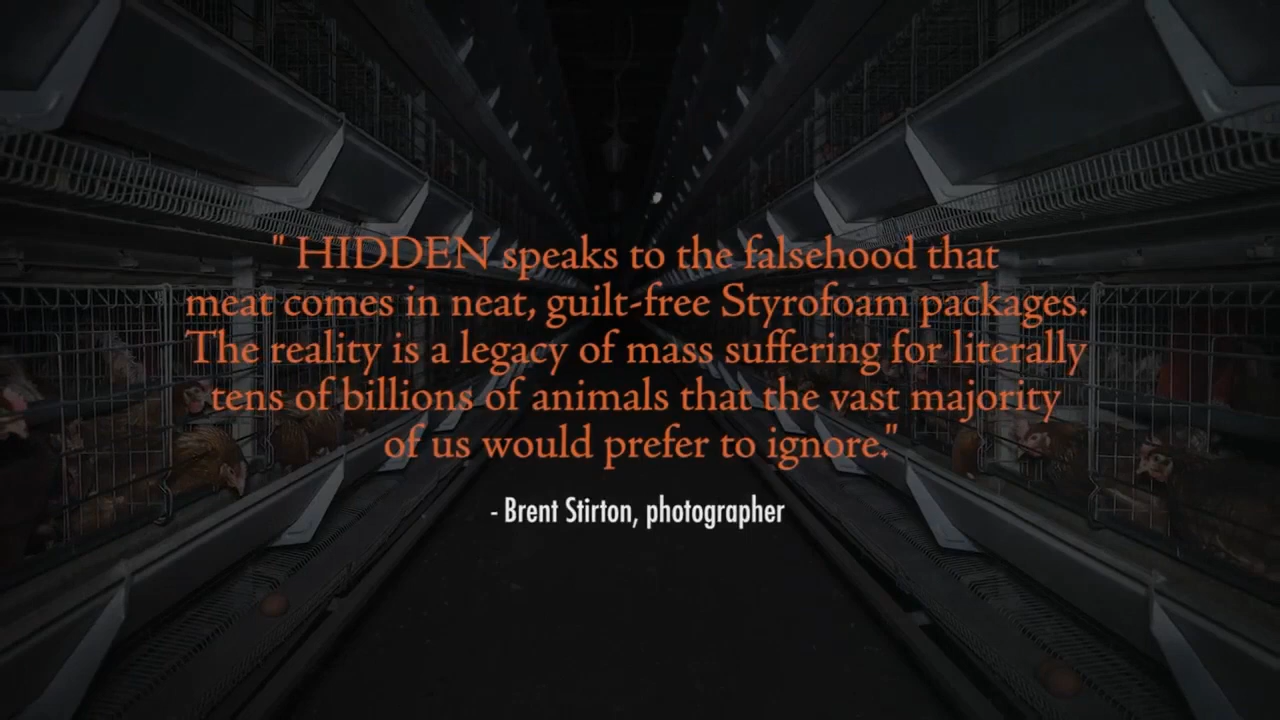 " HIDDEN speaks to the falsehood that
meat comes in neat, guilt-free Styrofoam packages.
The reality is a legacy of mass suffering for literally
tens of billions of animals that the vast majority
of us would prefer to ignore."
- Brent Stirton, photographer